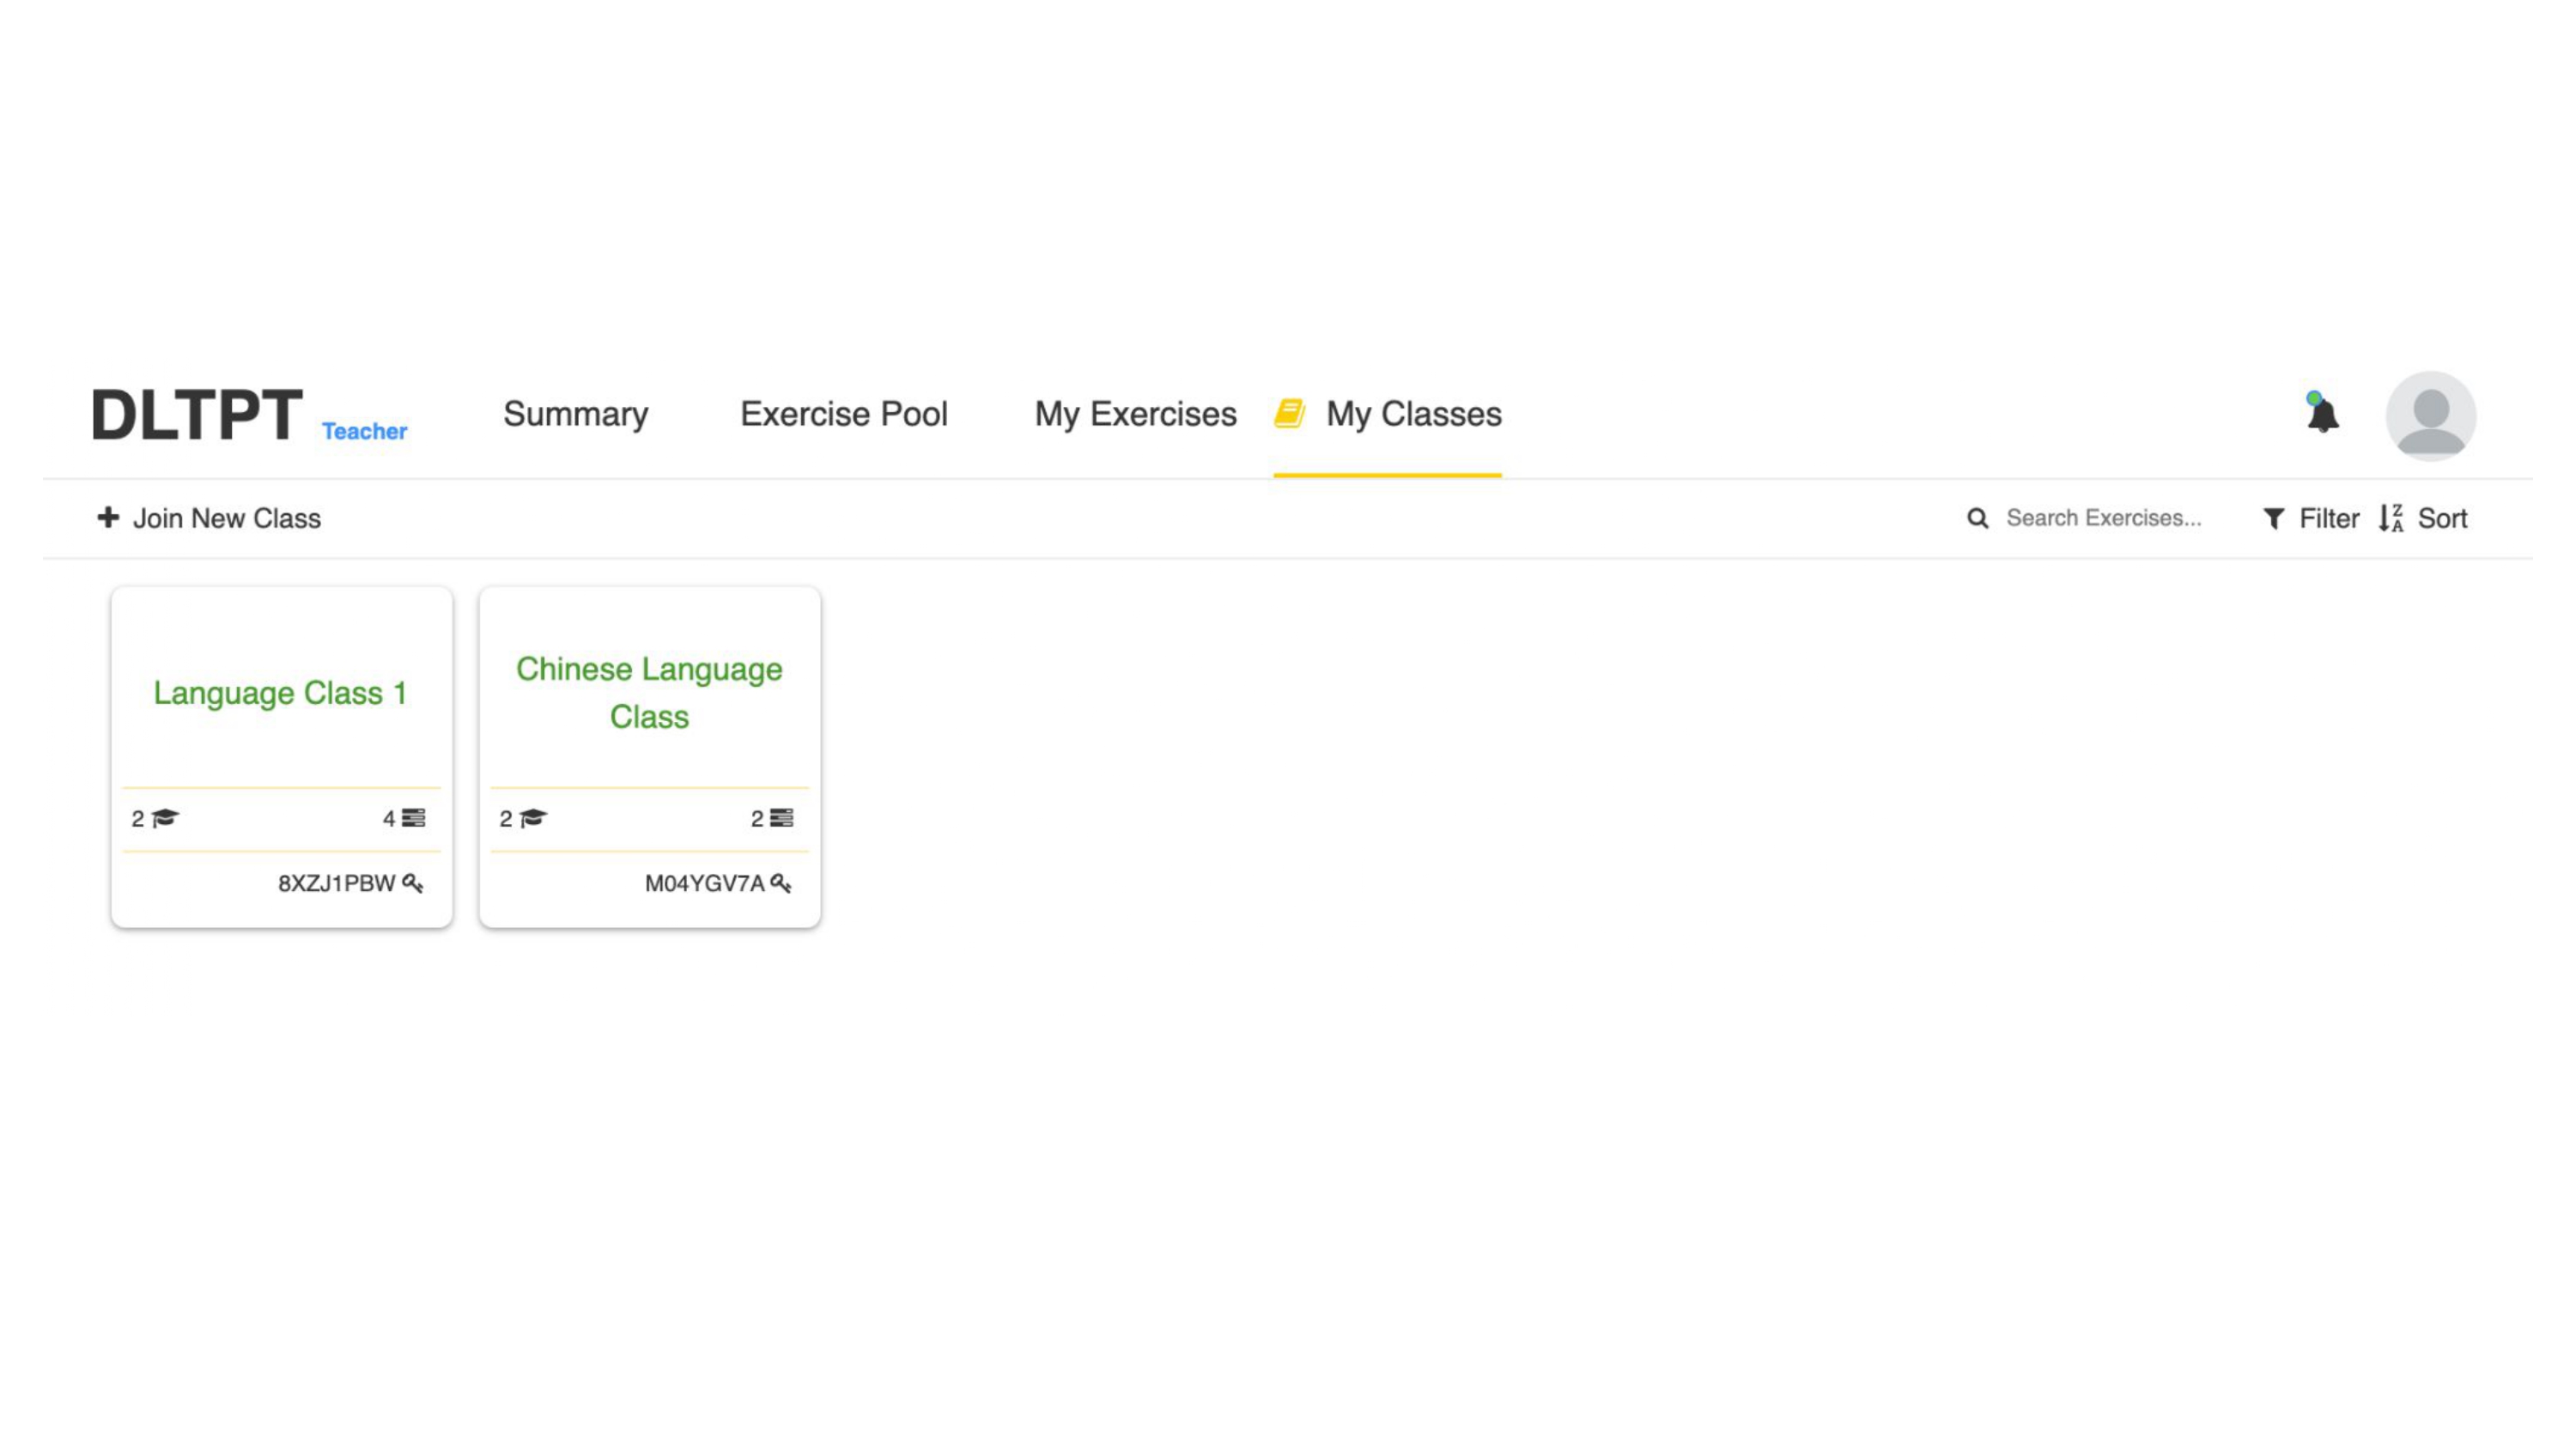 DLTPT Teacher Summary Exercise Pool My Exercises My Classes
Join New Class Search Exercises... Filter Sort
Language Class 1
2 4
8XZJ1PBW
Chinese Language
Class
2 2
M04YGV7A